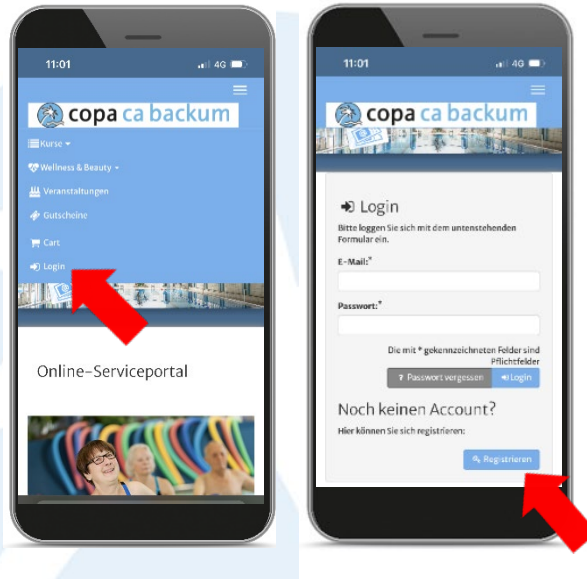 11:01
4G
copa ca backum
Kurse
Wellness & Beauty
Veranstaltungen
Gutscheine
Cart
Login
Online-Serviceportal
11:01
4G
copa ca backum
Login
Bitte loggen Sie sich mit dem untenstehenden
Formular ein.
E-Mail:*
Passwort:*
Die mit * gekennzeichneten Felder sind
Pflichtfelder
? Passwort vergessen
Login
Noch keinen Account?
Hier können Sie sich registrieren:
Registrieren